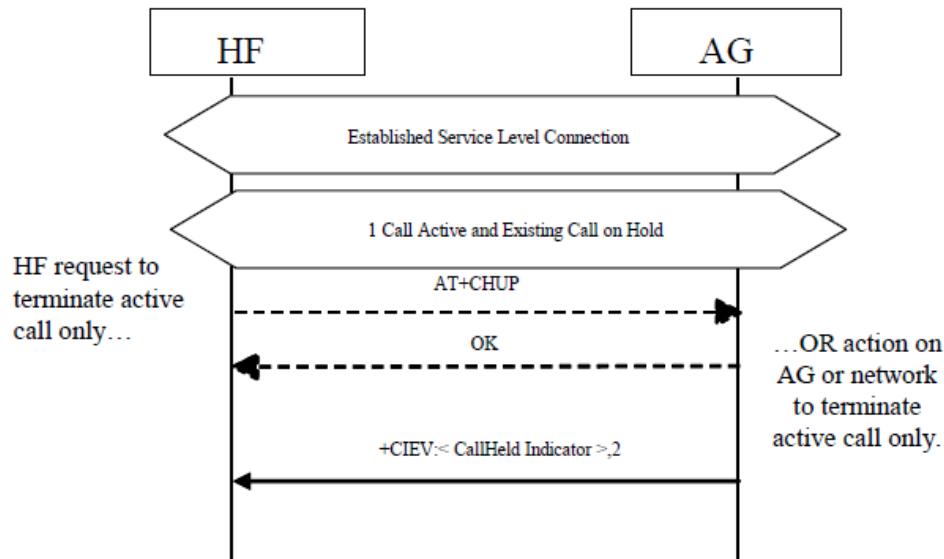 HF
AG
Established Service Level Connection
1 Call Active and Existing Call on Hold
HF request to
terminate active
call only…
AT+CHUP
OK
…OR action on
AG or network
to terminate
active call only.
+CIEV:< CallHeld Indicator >,2